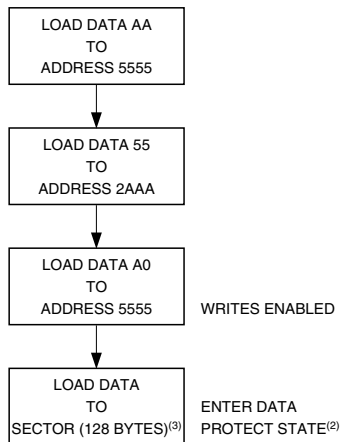 LOAD DATA AA
TO
ADDRESS 5555
LOAD DATA 55
TO
ADDRESS 2AAA
LOAD DATA A0
TO
ADDRESS 5555
WRITES ENABLED
LOAD DATA
TO
SECTOR (128 BYTES)(3)
ENTER DATA
PROTECT STATE(2)